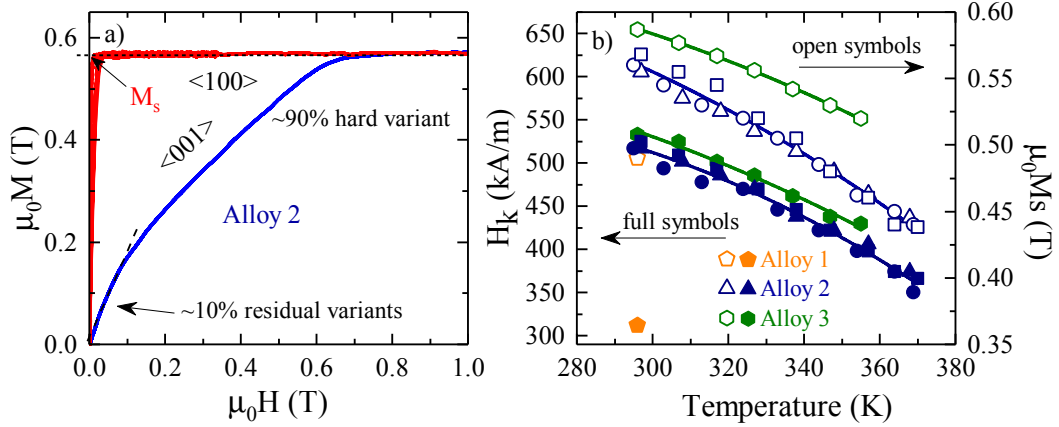 a)
μ₀M (T)
0.6
0.4
0.2
0.0
M_s
<100>
<001>
~90% hard variant
Alloy 2
~10% residual variants
0.0 0.2 0.4 0.6 0.8 1.0
μ₀H (T)
b)
H_k (kA/m)
650
600
550
500
450
400
350
300
open symbols
full symbols
Alloy 1
Alloy 2
Alloy 3
0.60
0.55
0.50
0.45
0.40
0.35
μ₀Ms (T)
280 300 320 340 360 380
Temperature (K)